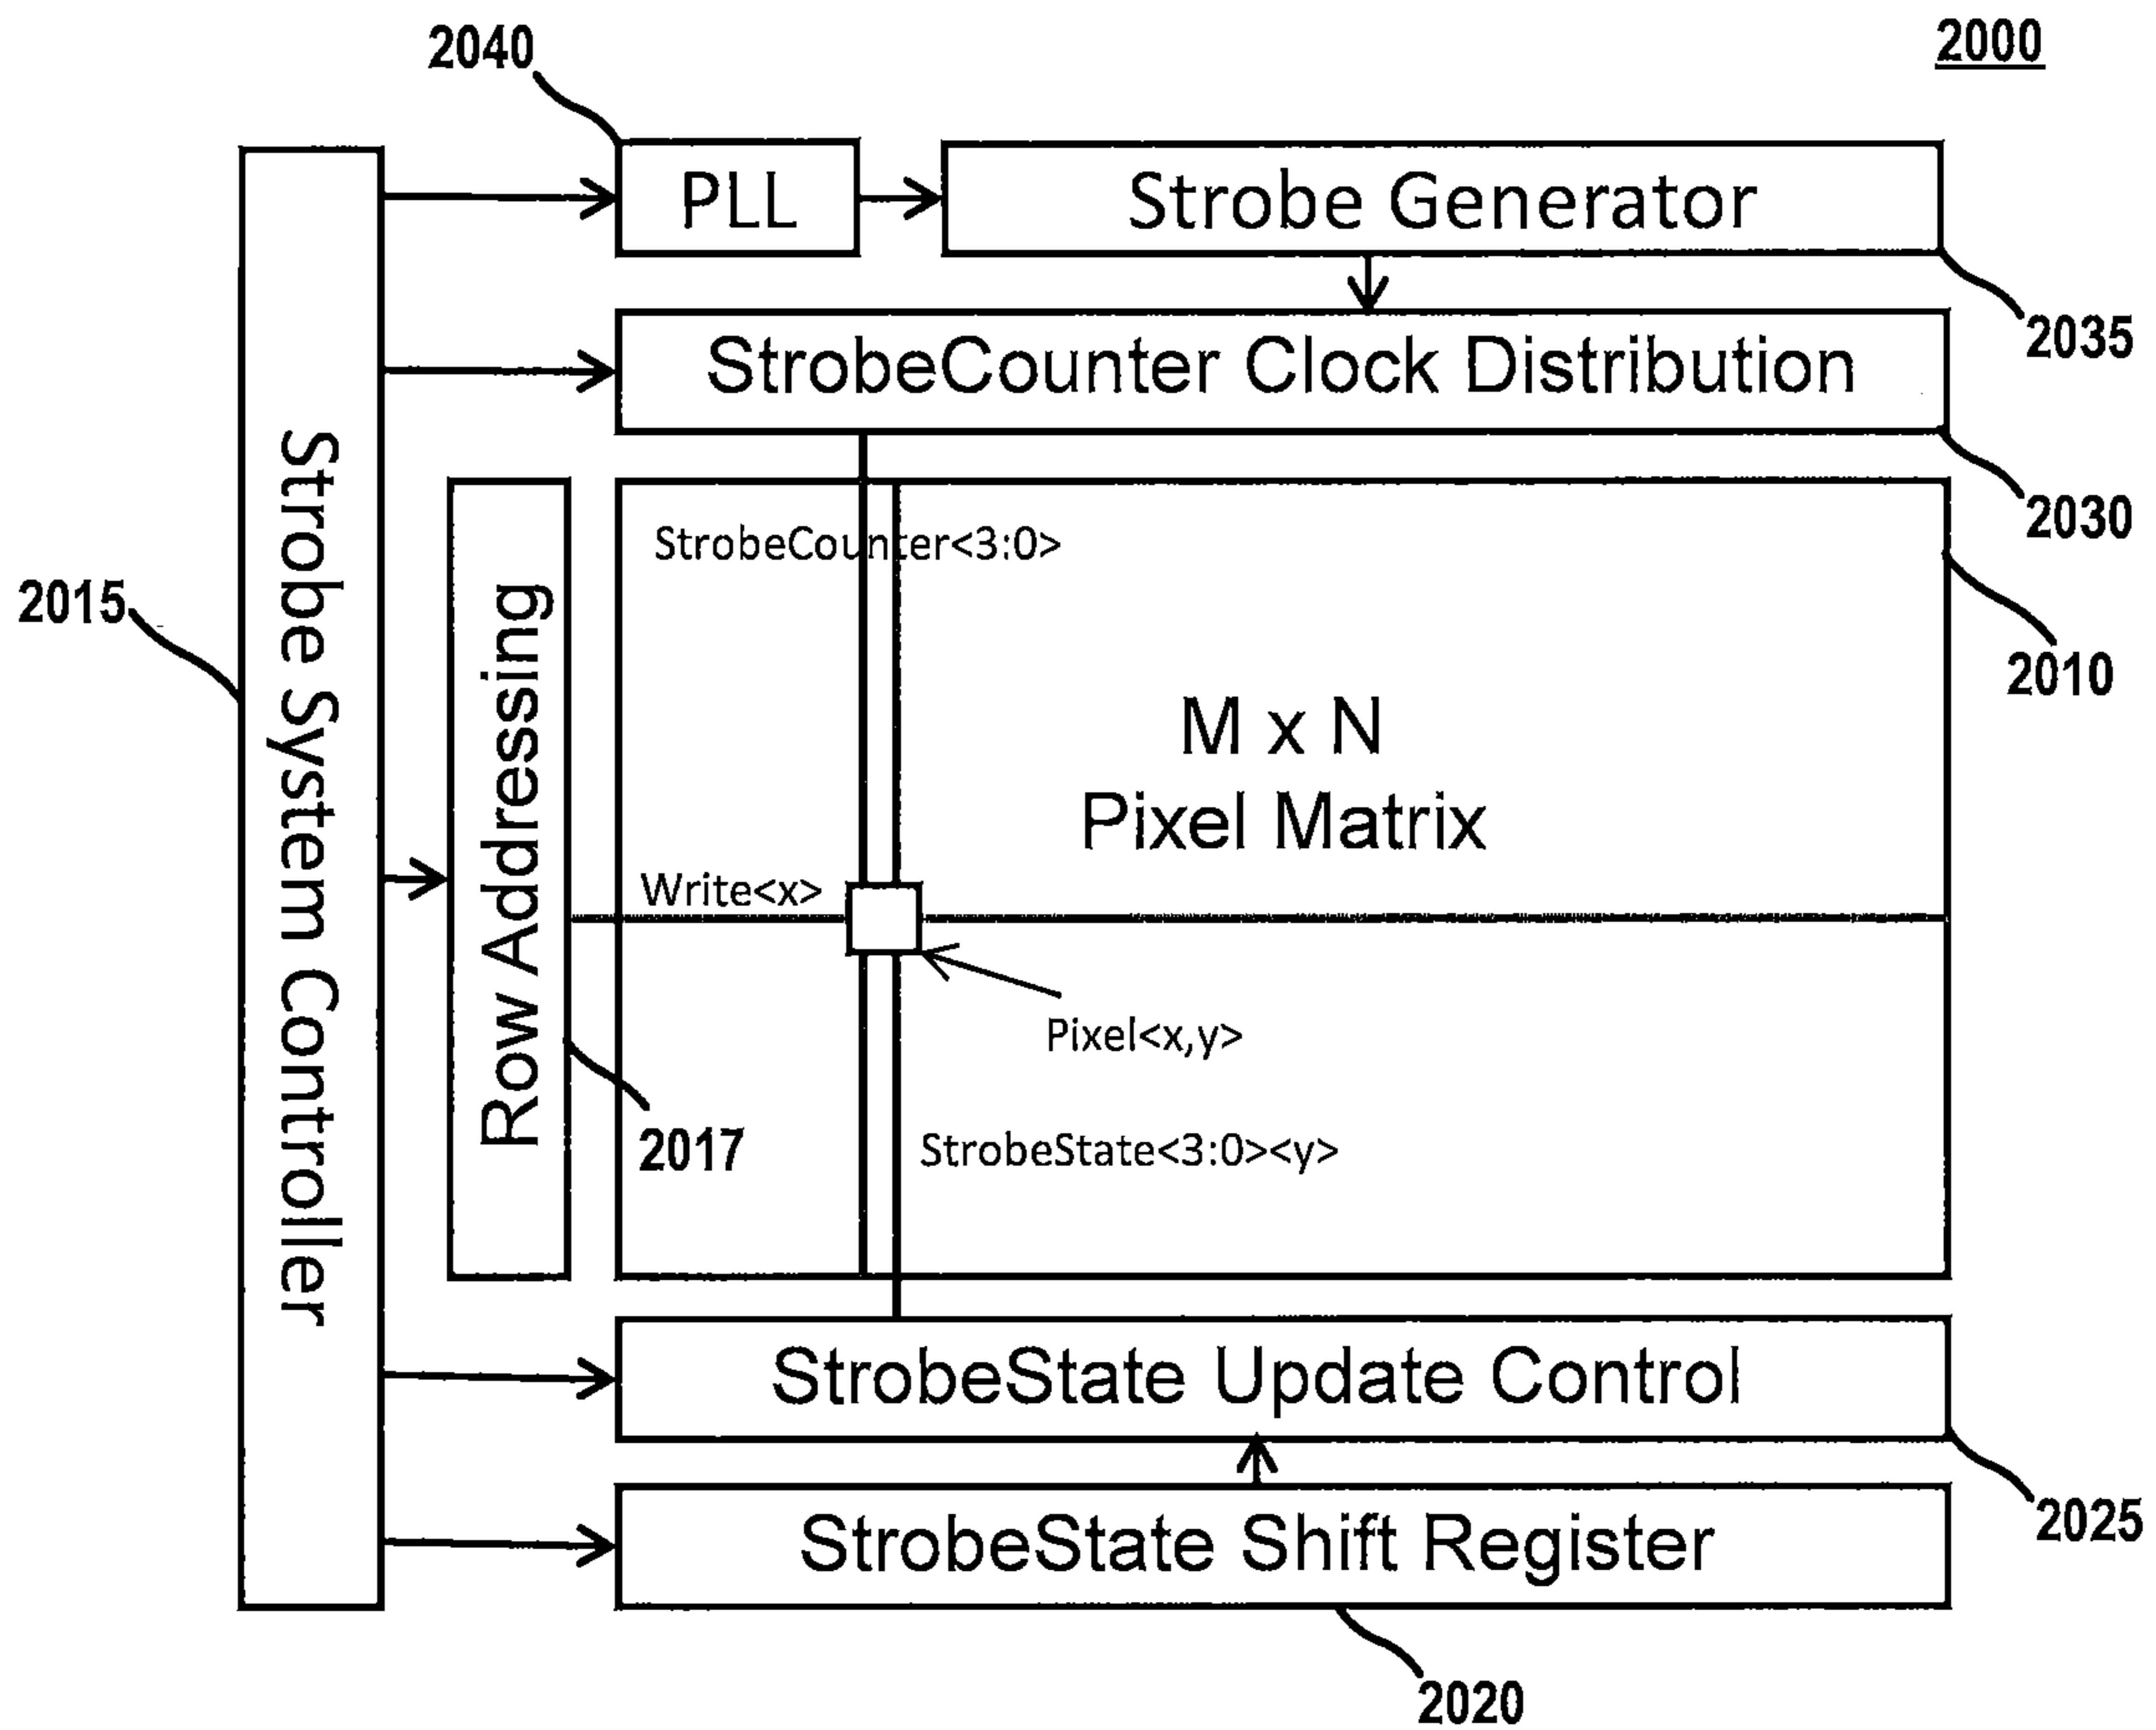 2040
2000
PLL
Strobe Generator
2035
StrobeCounter Clock Distribution
2030
Strobe System Controller
2015
Row Addressing
2017
StrobeCounter<3:0>
2010
M x N
Pixel Matrix
Write<x>
Pixel<x,y>
StrobeState<3:0><y>
StrobeState Update Control
2025
StrobeState Shift Register
2020